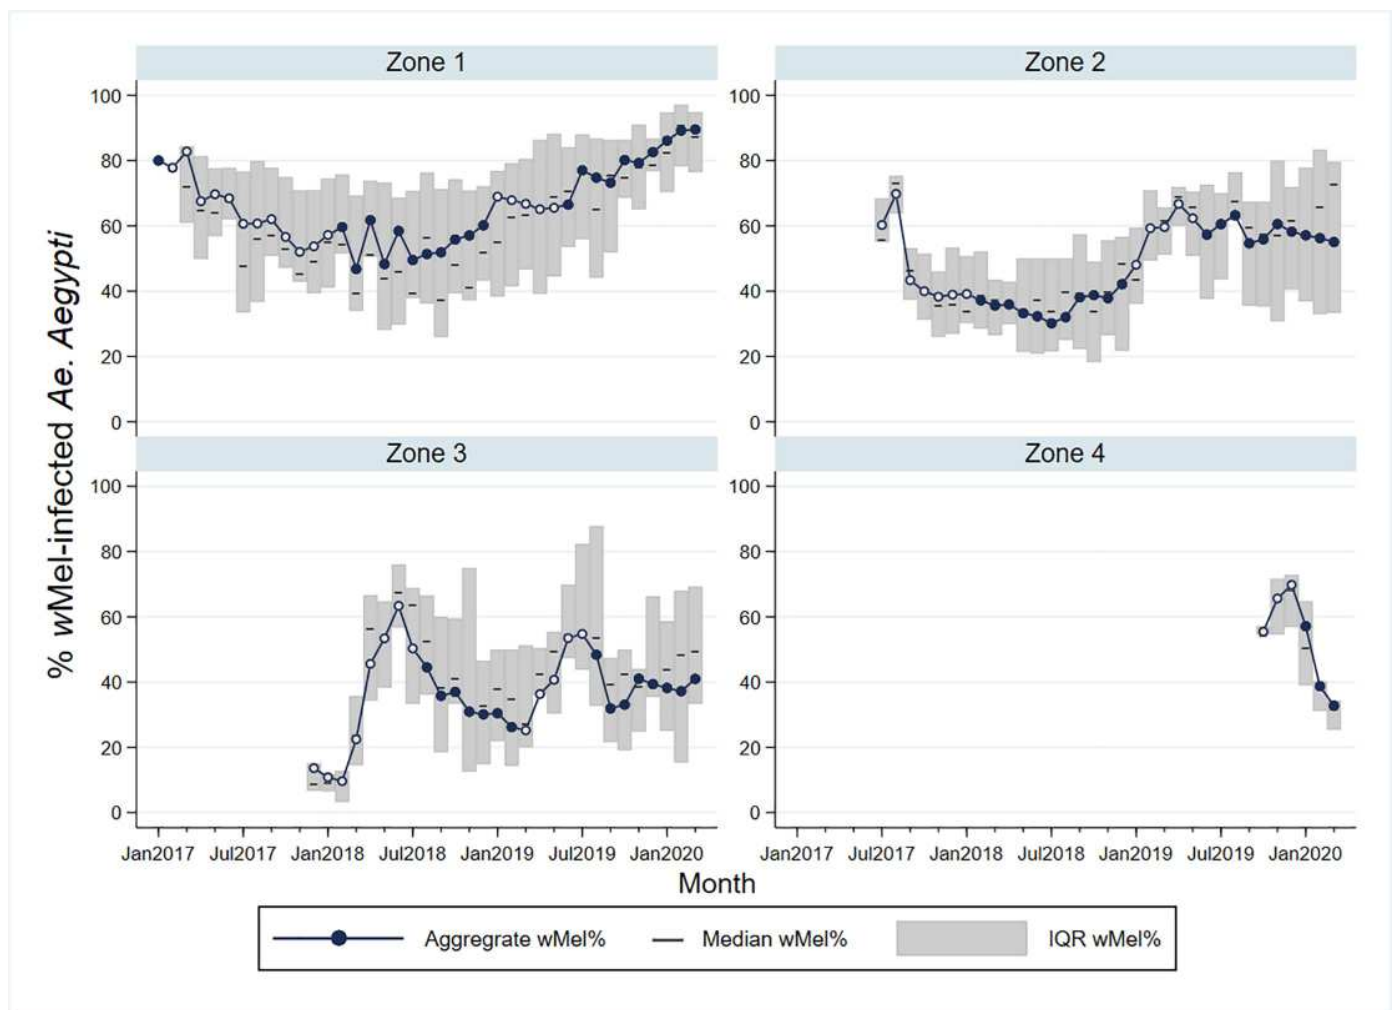 Zone 1
Zone 2
100
80
60
40
20
0
100
80
60
40
20
0
% wMel-infected Ae. Aegypti
Zone 3
Zone 4
100
80
60
40
20
0
100
80
60
40
20
0
Jan2017 Jul2017 Jan2018 Jul2018 Jan2019 Jul2019 Jan2020
Jan2017 Jul2017 Jan2018 Jul2018 Jan2019 Jul2019 Jan2020
Month
Aggregrate wMel% Median wMel% IQR wMel%